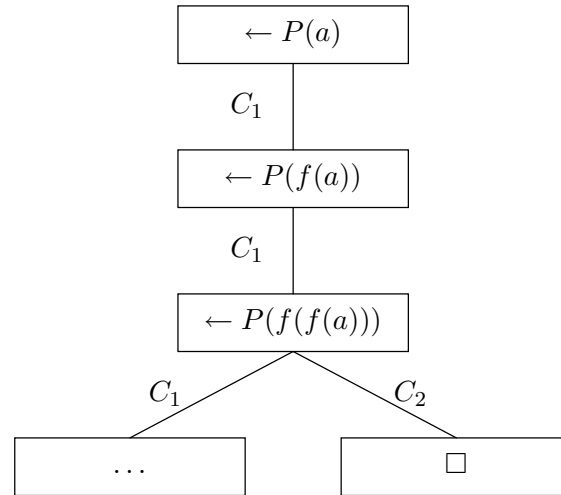 ← P(a)
C₁
← P(f(a))
C₁
← P(f(f(a)))
C₁ C₂
... □